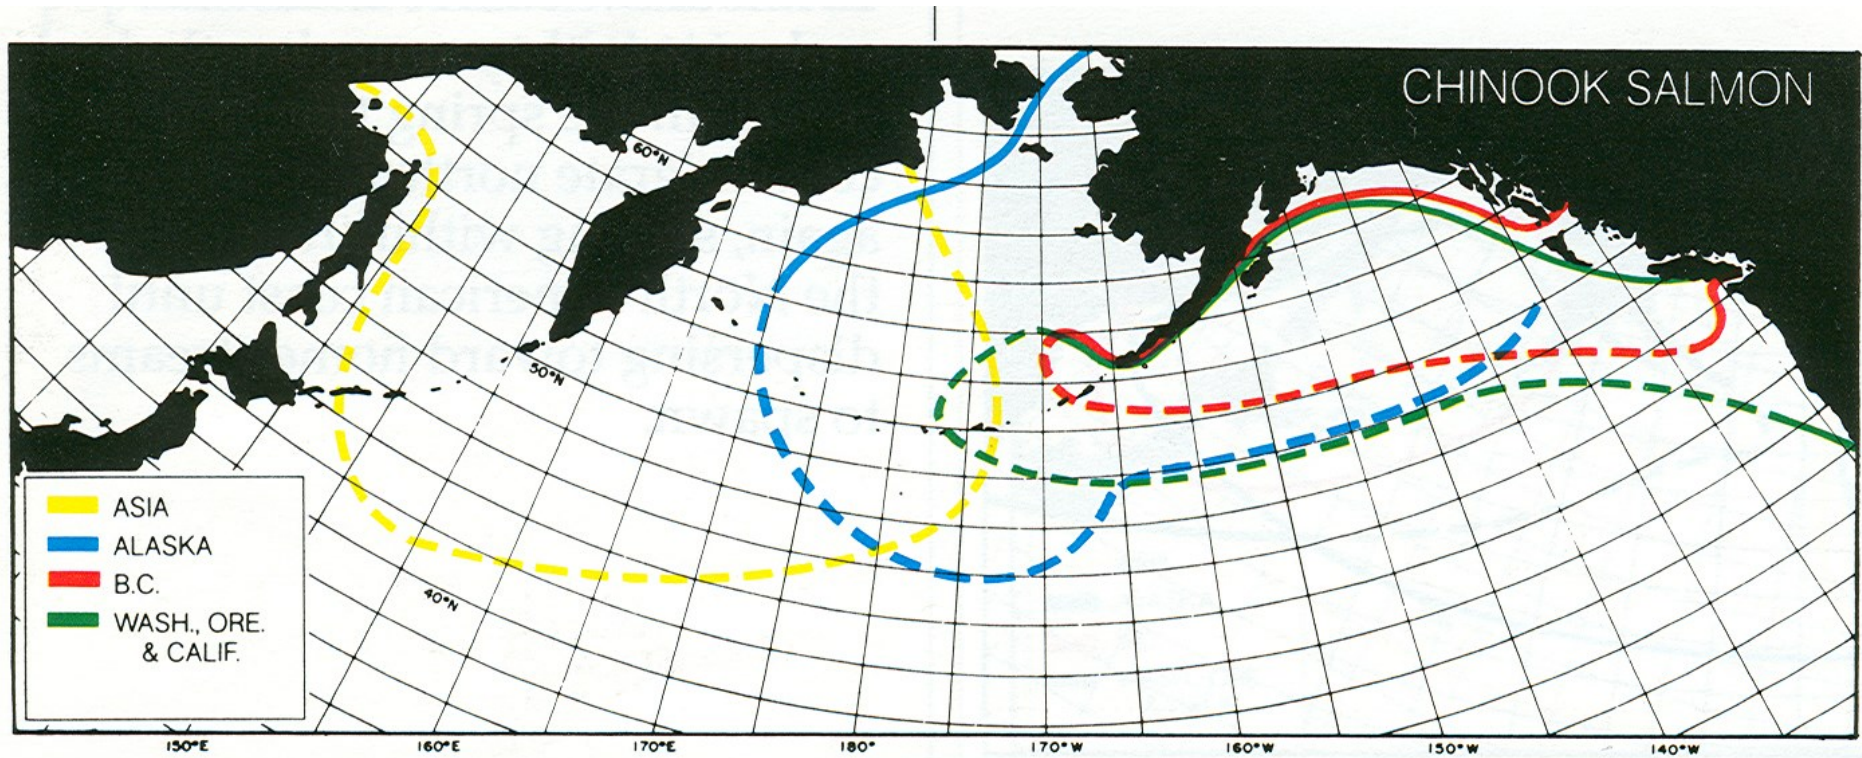 CHINOOK SALMON
60°N
50°N
40°N
ASIA
ALASKA
B.C.
WASH., ORE.
& CALIF.
150°E
160°E
170°E
180°
170°W
160°W
150°W
140°W